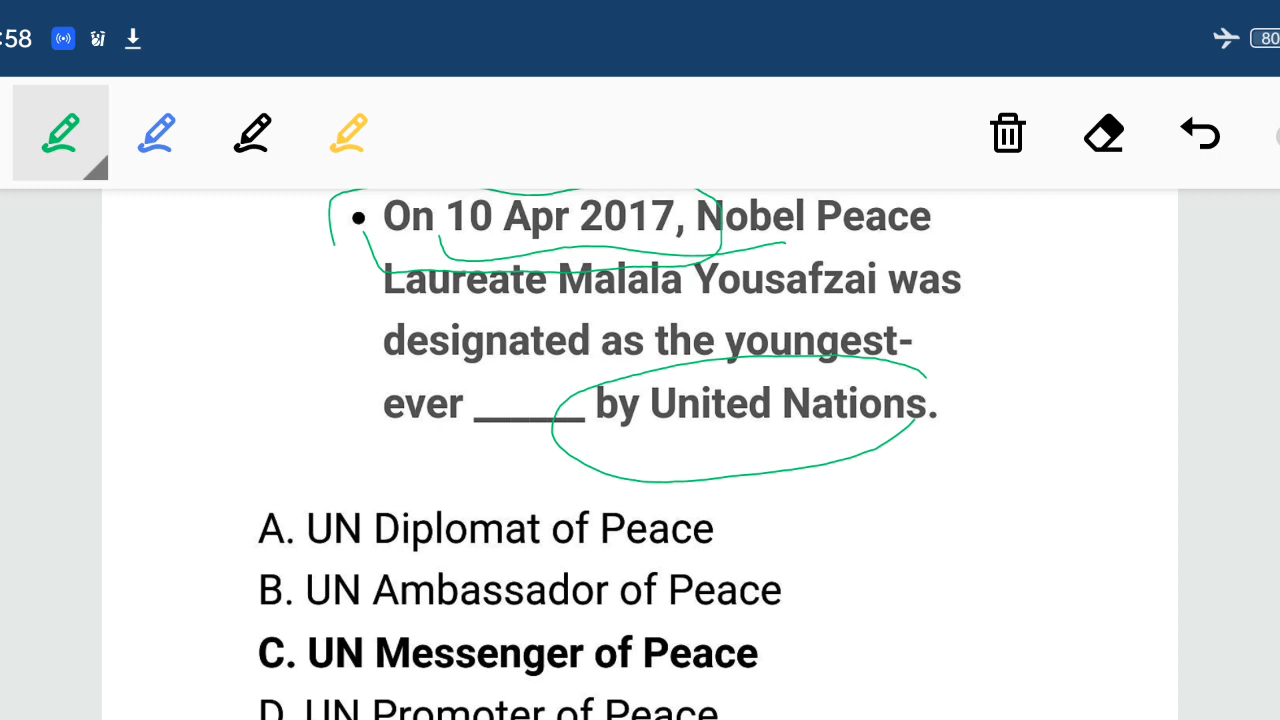 :58
80
• On 10 Apr 2017, Nobel Peace
Laureate Malala Yousafzai was
designated as the youngest-
ever ______ by United Nations.
A. UN Diplomat of Peace
B. UN Ambassador of Peace
C. UN Messenger of Peace
D. UN Promoter of Peace